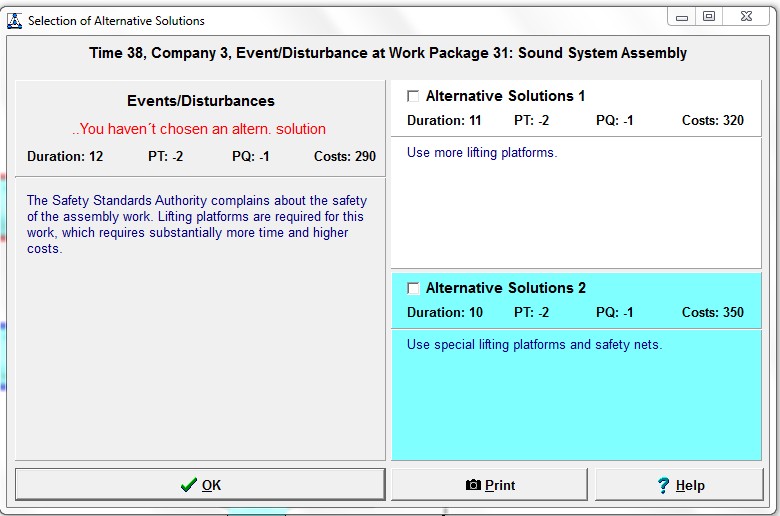 Selection of Alternative Solutions
Time 38, Company 3, Event/Disturbance at Work Package 31: Sound System Assembly
Events/Disturbances
..You haven´t chosen an altern. solution
Duration: 12 PT: -2 PQ: -1 Costs: 290
The Safety Standards Authority complains about the safety
of the assembly work. Lifting platforms are required for this
work, which requires substantially more time and higher
costs.
Alternative Solutions 1
Duration: 11 PT: -2 PQ: -1 Costs: 320
Use more lifting platforms.
Alternative Solutions 2
Duration: 10 PT: -2 PQ: -1 Costs: 350
Use special lifting platforms and safety nets.
OK
Print
? Help